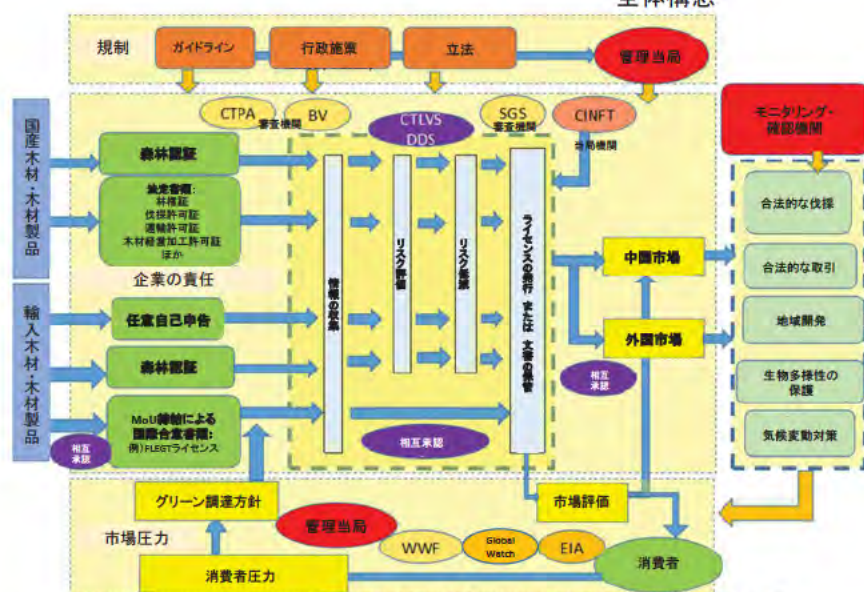 全体構想
規制
ガイドライン
行政施策
立法
管理当局
国産木材・木材製品
輸入木材・木材製品
CTPA
BV
審査機関
CTLVS
DDS
SGS
審査機関
CINFT
当局機関
森林認証
法定書類:
林権証
伐採許可証
運輸許可証
木材経営加工許可証
ほか
企業の責任
任意自己申告
森林認証
MoU締結による
国際合意書類:
例)FLEGTライセンス
相互
承認
情報の収集
リスク評価
リスク低減
ライセンスの発行 または 文書の保管
相互承認
中国市場
外国市場
相互
承認
モニタリング・
確認機関
合法的な伐採
合法的な取引
地域開発
生物多様性の
保護
気候変動対策
グリーン調達方針
市場評価
市場圧力
管理当局
WWF
Global
Watch
EIA
消費者
消費者圧力